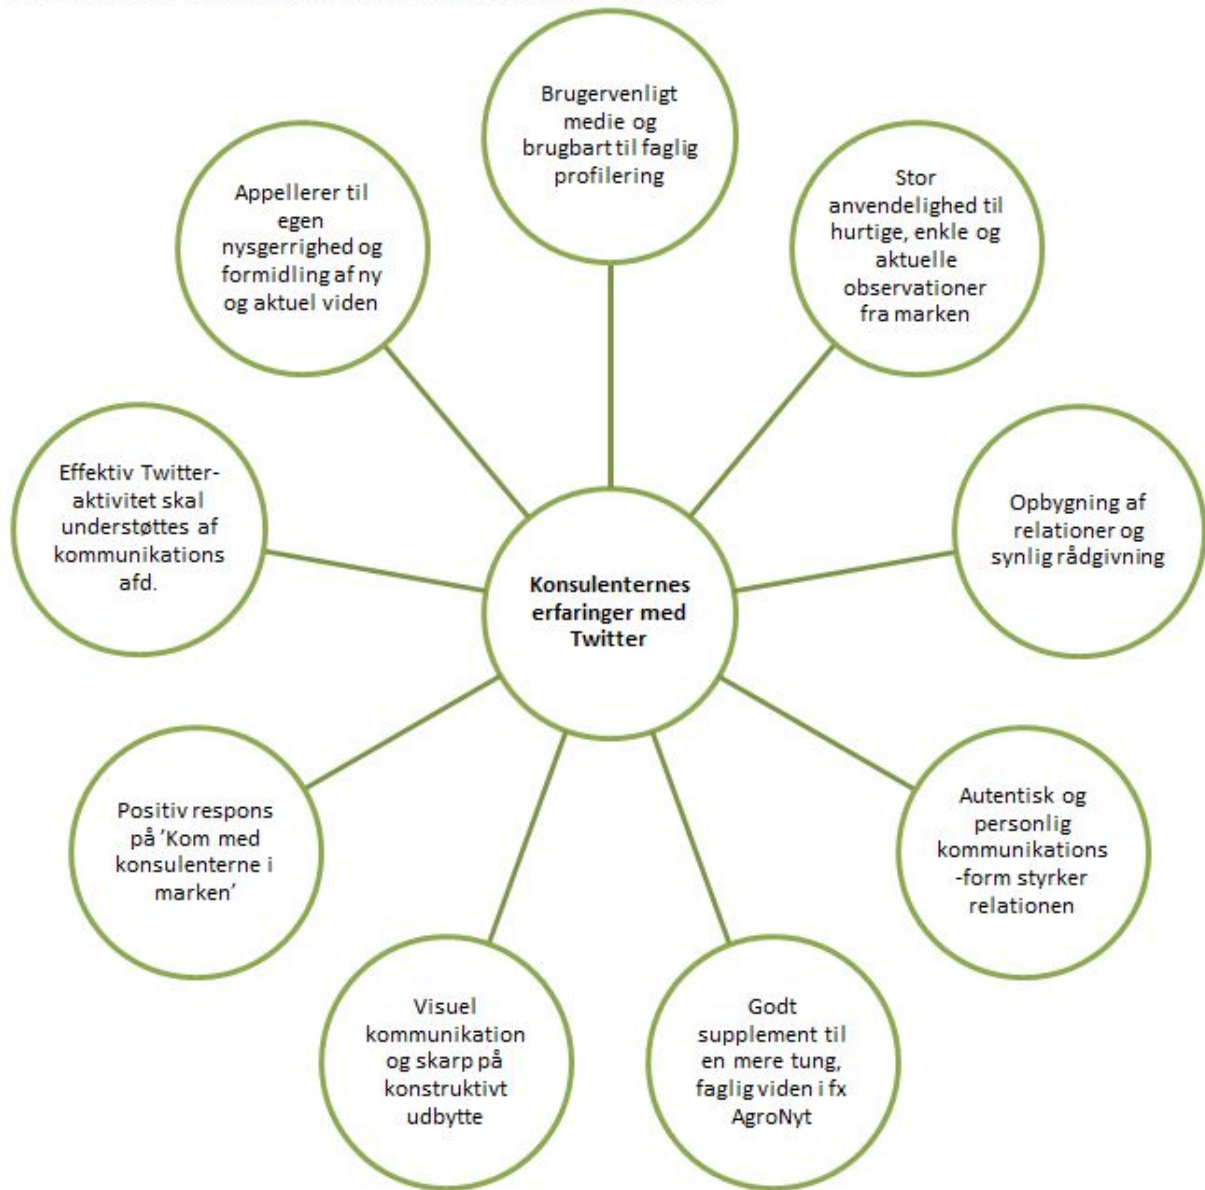 Brugervenligt
medie og
brugbart til faglig
profilering
Stor
anvendelighed til
hurtige, enkle og
aktuelle
observationer
fra marken
Opbygning af
relationer og
synlig rådgivning
Autentisk og
personlig
kommunikations
-form styrker
relationen
Godt
supplement til
en mere tung,
faglig viden i fx
AgroNyt
Visuel
kommunikation
og skarp på
konstruktivt
udbytte
Positiv respons
på ’Kom med
konsulenterne i
marken’
Effektiv Twitter-
aktivitet skal
understøttes af
kommunikations
afd.
Appellerer til
egen
nysgerrighed og
formidling af ny
og aktuel viden
Konsulenternes
erfaringer med
Twitter